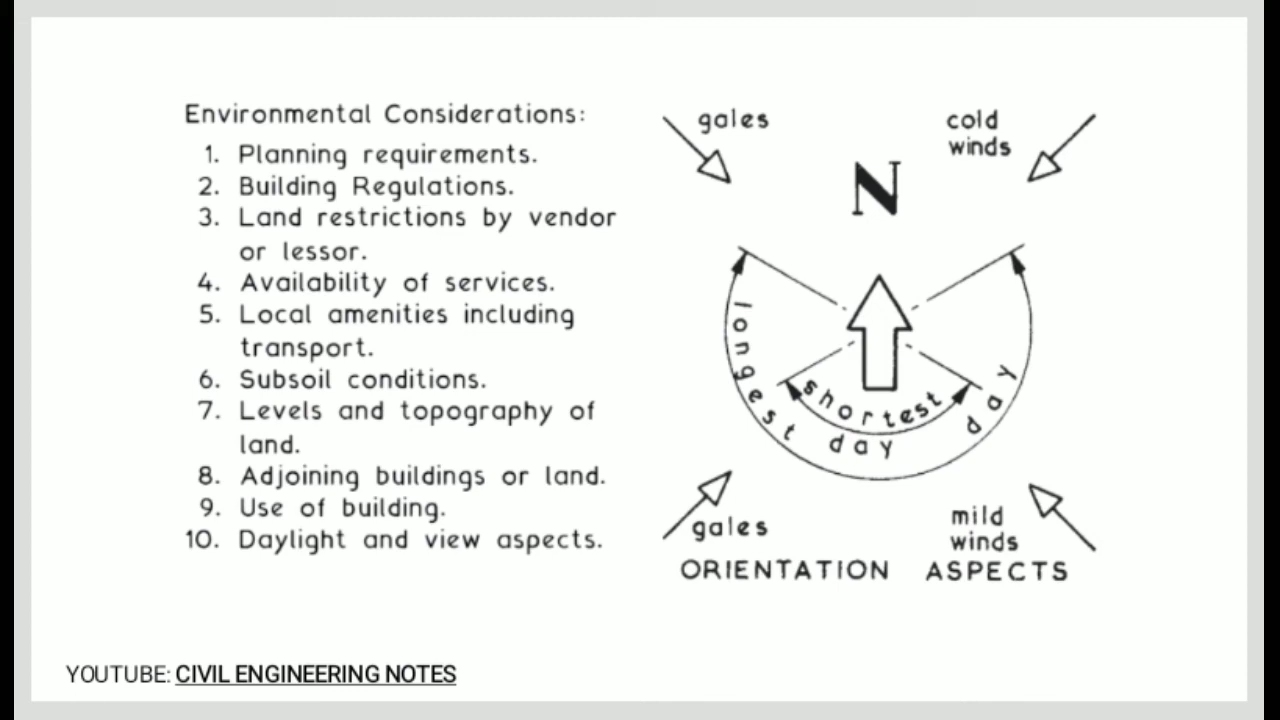 Environmental Considerations:
1. Planning requirements.
2. Building Regulations.
3. Land restrictions by vendor
or lessor.
4. Availability of services.
5. Local amenities including
transport.
6. Subsoil conditions.
7. Levels and topography of
land.
8. Adjoining buildings or land.
9. Use of building.
10. Daylight and view aspects.
gales
cold
winds
N
longest day
shortest day
gales
mild
winds
ORIENTATION ASPECTS
YOUTUBE: CIVIL ENGINEERING NOTES